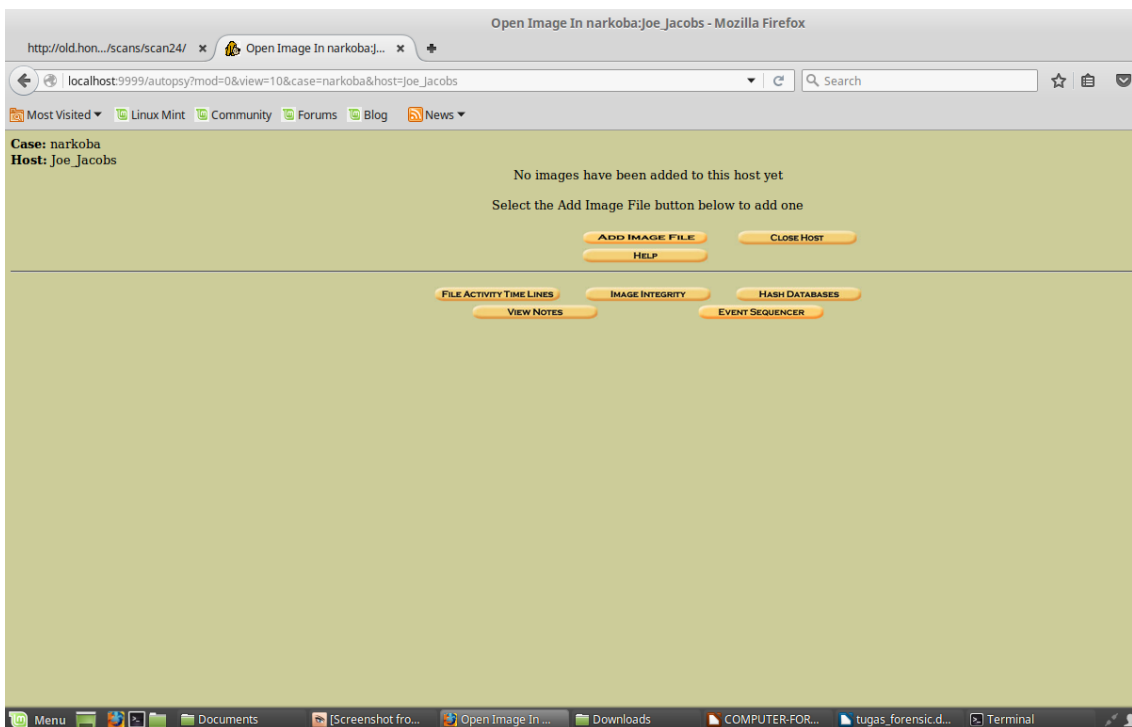 Open Image In narkoba:Joe_Jacobs - Mozilla Firefox
http://old.hon.../scans/scan24/ × Open Image In narkoba:J... ×
localhost:9999/autopsy?mod=0&view=10&case=narkoba&host=Joe_Jacobs Search
Most Visited Linux Mint Community Forums Blog News
Case: narkoba
Host: Joe_Jacobs
No images have been added to this host yet
Select the Add Image File button below to add one
ADD IMAGE FILE CLOSE HOST
HELP
FILE ACTIVITY TIME LINES IMAGE INTEGRITY HASH DATABASES
VIEW NOTES EVENT SEQUENCER
Menu Documents [Screenshot fro... Open Image In ... Downloads COMPUTER-FOR... tugas_forensic.d... Terminal